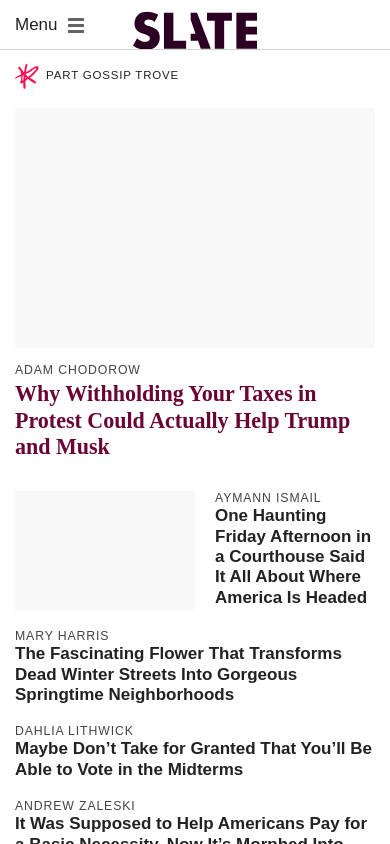 Menu
SLATE
PART GOSSIP TROVE
ADAM CHODOROW
Why Withholding Your Taxes in
Protest Could Actually Help Trump
and Musk
AYMANN ISMAIL
One Haunting
Friday Afternoon in
a Courthouse Said
It All About Where
America Is Headed
MARY HARRIS
The Fascinating Flower That Transforms
Dead Winter Streets Into Gorgeous
Springtime Neighborhoods
DAHLIA LITHWICK
Maybe Don’t Take for Granted That You’ll Be
Able to Vote in the Midterms
ANDREW ZALESKI
It Was Supposed to Help Americans Pay for
a Basic Necessity. Now It’s Morphed Into